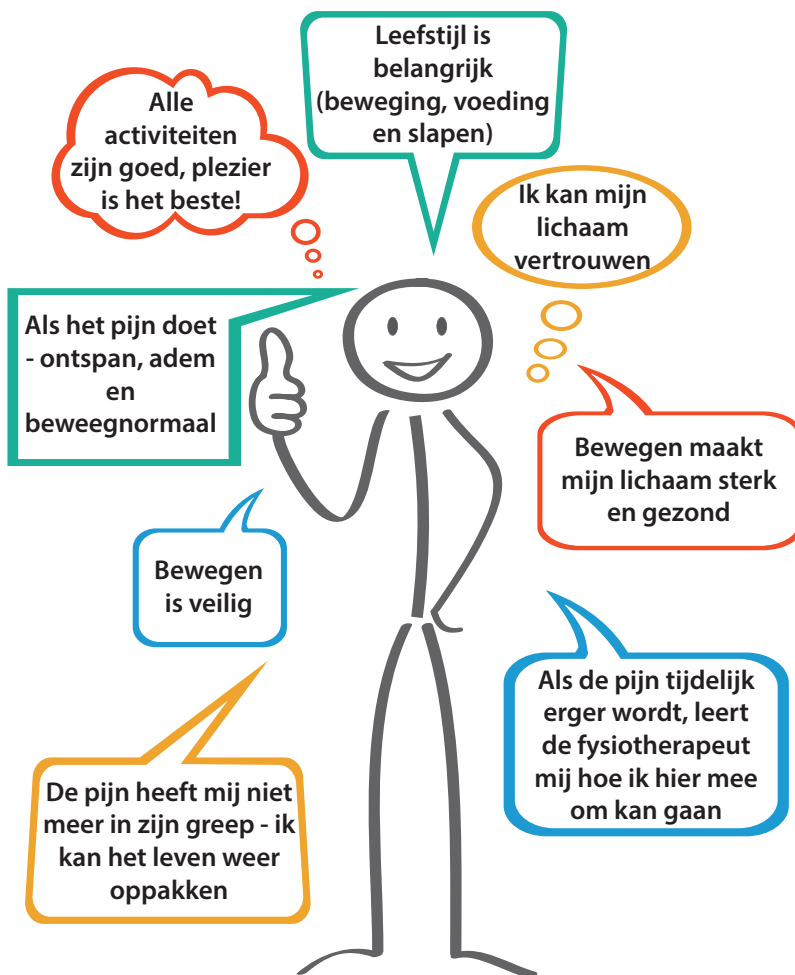 Leefstijl is
belangrijk
(beweging, voeding
en slapen)
Alle
activiteiten
zijn goed, plezier
is het beste!
Ik kan mijn
lichaam
vertrouwen
Als het pijn doet
- ontspan, adem
en
beweegnormaal
Bewegen maakt
mijn lichaam sterk
en gezond
Bewegen
is veilig
Als de pijn tijdelijk
erger wordt, leert
de fysiotherapeut
mij hoe ik hier mee
om kan gaan
De pijn heeft mij niet
meer in zijn greep - ik
kan het leven weer
oppakken